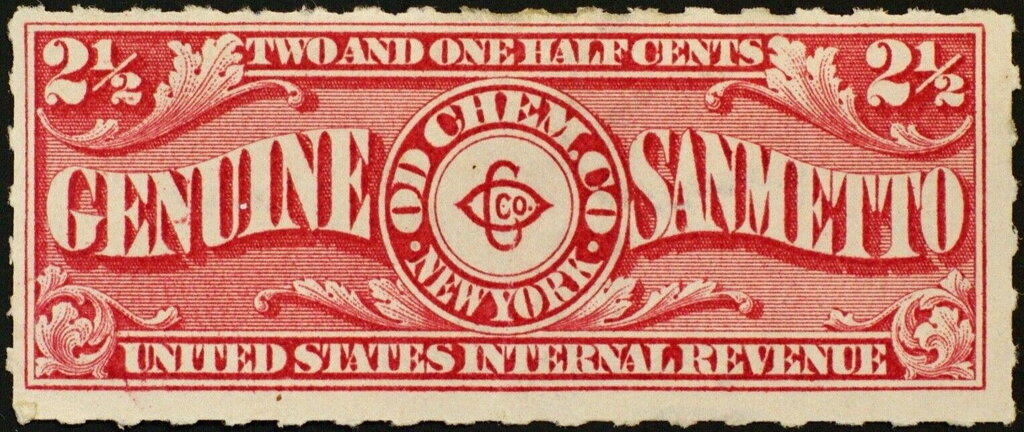 2½ TWO AND ONE HALF CENTS 2½
GENUINE
OD CHEM. CO
CO.
NEW YORK
SANMETTO
UNITED STATES INTERNAL REVENUE